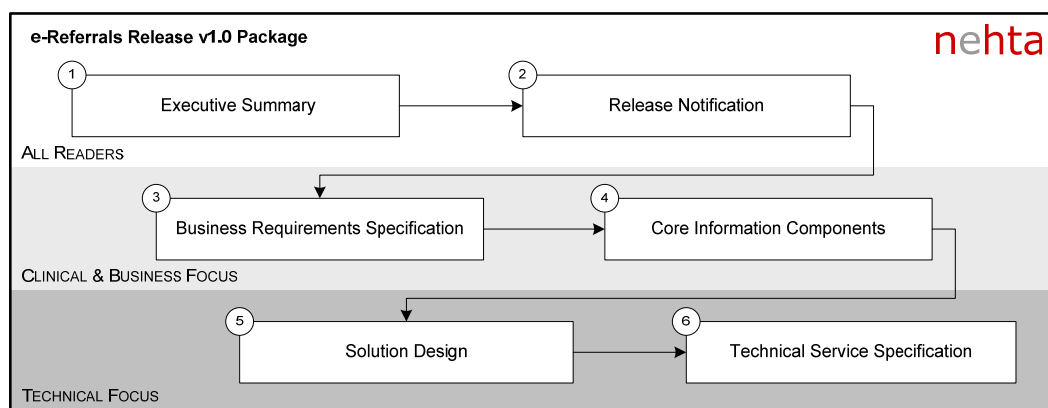 e-Referrals Release v1.0 Package
nehta
1
Executive Summary
2
Release Notification
ALL READERS
3
Business Requirements Specification
4
Core Information Components
CLINICAL & BUSINESS FOCUS
5
Solution Design
6
Technical Service Specification
TECHNICAL FOCUS